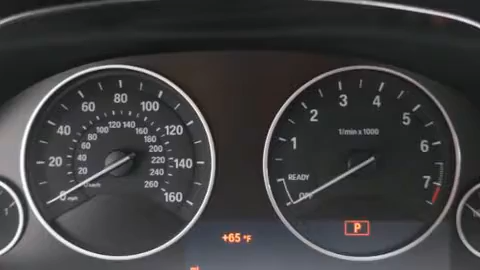 0 mph 20 40 60 80 100 120 140 160
20 40 60 80 100 120 140 160 180 200 220 240 260
km/h
OFF READY 1 2 3 4 5 6 7
1/min x 1000
+65 °F
P